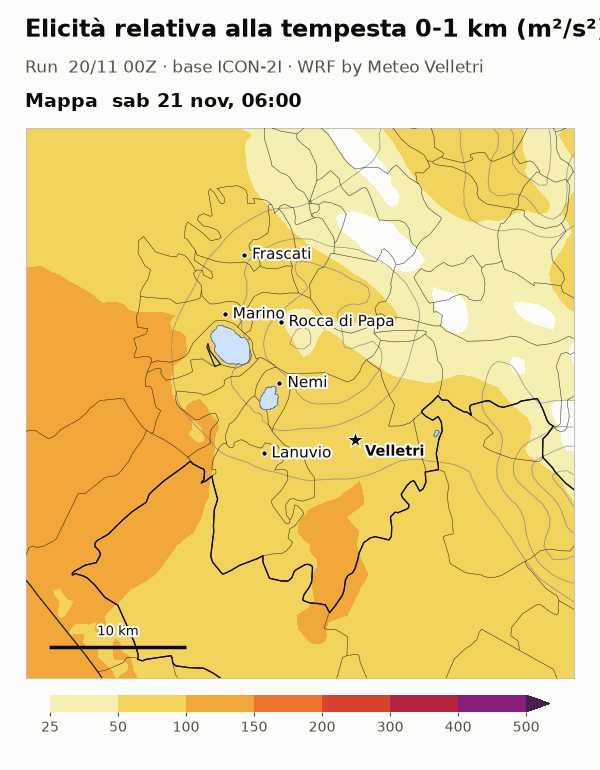 Elicità relativa alla tempesta 0-1 km (m²/s²)
Run 20/11 00Z · base ICON-2I · WRF by Meteo Velletri
Mappa sab 21 nov, 06:00
Frascati
Marino
Rocca di Papa
Nemi
Velletri
Lanuvio
10 km
25 50 100 150 200 300 400 500